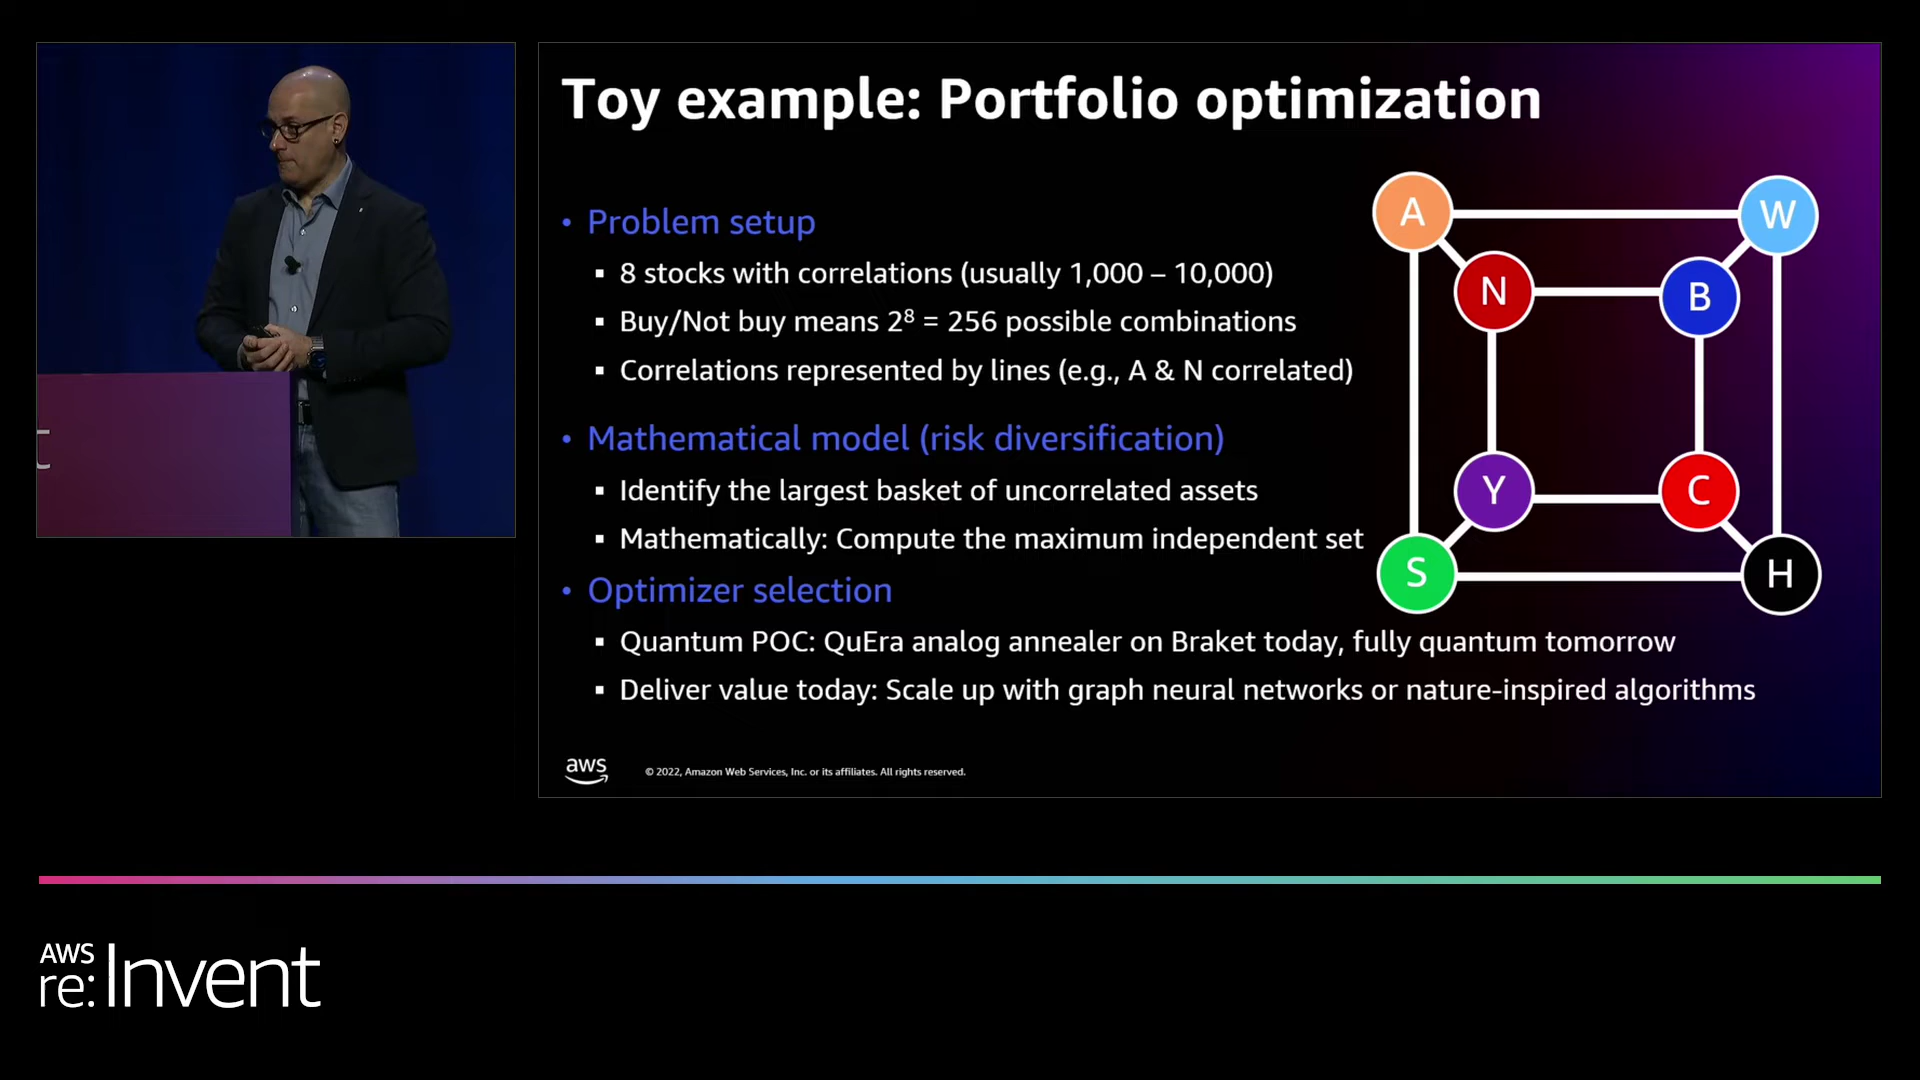 Toy example: Portfolio optimization
• Problem setup
▪ 8 stocks with correlations (usually 1,000 – 10,000)
▪ Buy/Not buy means 2⁸ = 256 possible combinations
▪ Correlations represented by lines (e.g., A & N correlated)
• Mathematical model (risk diversification)
▪ Identify the largest basket of uncorrelated assets
▪ Mathematically: Compute the maximum independent set
• Optimizer selection
▪ Quantum POC: QuEra analog annealer on Braket today, fully quantum tomorrow
▪ Deliver value today: Scale up with graph neural networks or nature-inspired algorithms
A
W
N
B
Y
C
S
H
aws
© 2022, Amazon Web Services, Inc. or its affiliates. All rights reserved.
t
AWS
re:Invent